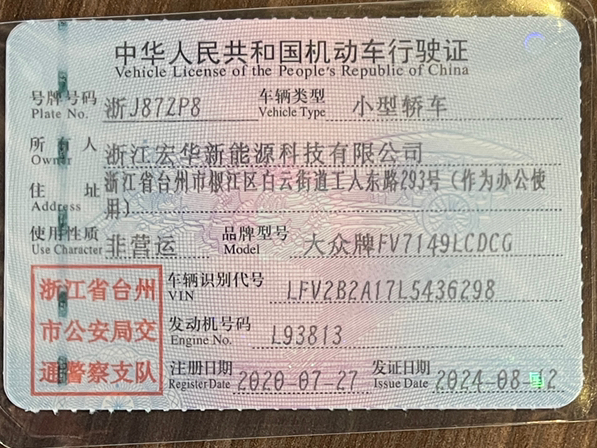 中华人民共和国机动车行驶证
Vehicle License of the People's Republic of China
号牌号码 浙J87ZP8 车辆类型 小型轿车
Plate No. Vehicle Type
所有人 浙江宏华新能源科技有限公司
Owner
住址 浙江省台州市椒江区白云街道工人东路293号（作为办公使
Address 用）
使用性质 非营运 品牌型号 大众牌FV7149LCDCG
Use Character Model
浙江省台州
市公安局交
通警察支队
车辆识别代号 LFV2B2A17L5436298
VIN
发动机号码 L93813
Engine No.
注册日期 2020-07-27 发证日期 2024-08-12
Register Date Issue Date